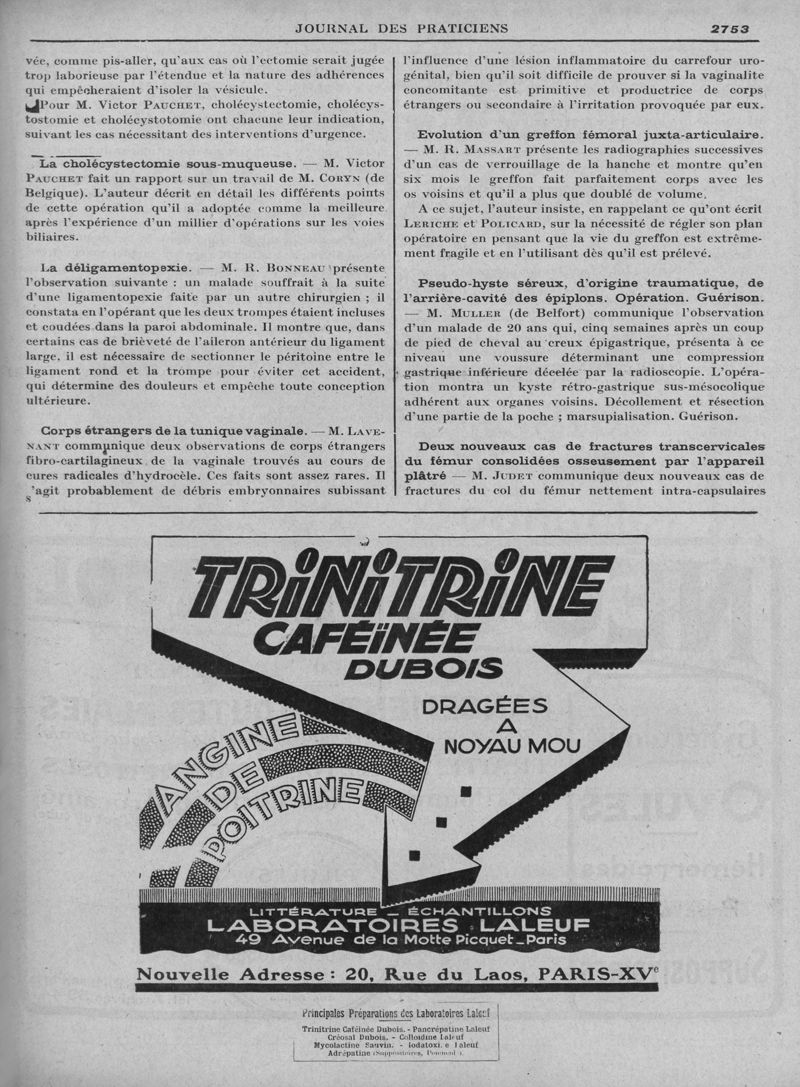 JOURNAL DES PRATICIENS 2753
vée, comme pis-aller, qu'aux cas où l'ectomie serait jugée
trop laborieuse par l'étendue et la nature des adhérences
qui empêcheraient d'isoler la vésicule.
Pour M. Victor PAUCHET, cholécystectomie, cholécys-
tostomie et cholécystotomie ont chacune leur indication,
suivant les cas nécessitant des interventions d'urgence.
La cholécystectomie sous-muqueuse. — M. Victor
PAUCHET fait un rapport sur un travail de M. CORYN (de
Belgique). L'auteur décrit en détail les différents points
de cette opération qu'il a adoptée comme la meilleure
après l'expérience d'un millier d'opérations sur les voies
biliaires.
La déligamentopexie. — M. R. BONNEAU présente
l'observation suivante : un malade souffrait à la suite
d'une ligamentopexie faite par un autre chirurgien ; il
constata en l'opérant que les deux trompes étaient incluses
et coudées dans la paroi abdominale. Il montre que, dans
certains cas de brièveté de l'aileron antérieur du ligament
large, il est nécessaire de sectionner le péritoine entre le
ligament rond et la trompe pour éviter cet accident,
qui détermine des douleurs et empêche toute conception
ultérieure.
Corps étrangers de la tunique vaginale. — M. LAVE-
NANT communique deux observations de corps étrangers
fibro-cartilagineux de la vaginale trouvés au cours de
cures radicales d'hydrocèle. Ces faits sont assez rares. Il
s'agit probablement de débris embryonnaires subissant
l'influence d'une lésion inflammatoire du carrefour uro-
génital, bien qu'il soit difficile de prouver si la vaginalite
concomitante est primitive et productrice de corps
étrangers ou secondaire à l'irritation provoquée par eux.
Evolution d'un greffon fémoral juxta-articulaire.
— M. R. MASSART présente les radiographies successives
d'un cas de verrouillage de la hanche et montre qu'en
six mois le greffon fait parfaitement corps avec les
os voisins et qu'il a plus que doublé de volume.
A ce sujet, l'auteur insiste, en rappelant ce qu'ont écrit
LERICHE et POLICARD, sur la nécessité de régler son plan
opératoire en pensant que la vie du greffon est extrême-
ment fragile et en l'utilisant dès qu'il est prélevé.
Pseudo-hyste séreux, d'origine traumatique, de
l'arrière-cavité des épiplons. Opération. Guérison.
— M. MULLER (de Belfort) communique l'observation
d'un malade de 20 ans qui, cinq semaines après un coup
de pied de cheval au creux épigastrique, présenta à ce
niveau une voussure déterminant une compression
gastrique inférieure décelée par la radioscopie. L'opéra-
tion montra un kyste rétro-gastrique sus-mésocolique
adhérent aux organes voisins. Décollement et résection
d'une partie de la poche ; marsupialisation. Guérison.
Deux nouveaux cas de fractures transcervicales
du fémur consolidées osseusement par l'appareil
plâtré — M. JUDET communique deux nouveaux cas de
fractures du col du fémur nettement intra-capsulaires
TRINITRINE
CAFÉINÉE
DUBOIS
DRAGÉES
A
NOYAU MOU
ANGINE
DE
POITRINE
LITTÉRATURE _ ÉCHANTILLONS
LABORATOIRES LALEUF
49 Avenue de la Motte Picquet_Paris
Nouvelle Adresse : 20, Rue du Laos, PARIS-XVe
Principales Préparations des Laboratoires Laleuf
Trinitrine Caféinée Dubois. - Pancrépatine Laleuf
Créosal Dubois. - Colloïdine Laleuf
Mycolactine Sauvin. - Iodatoxine Laleuf
Adrépatine (Suppositoires, Pommade).